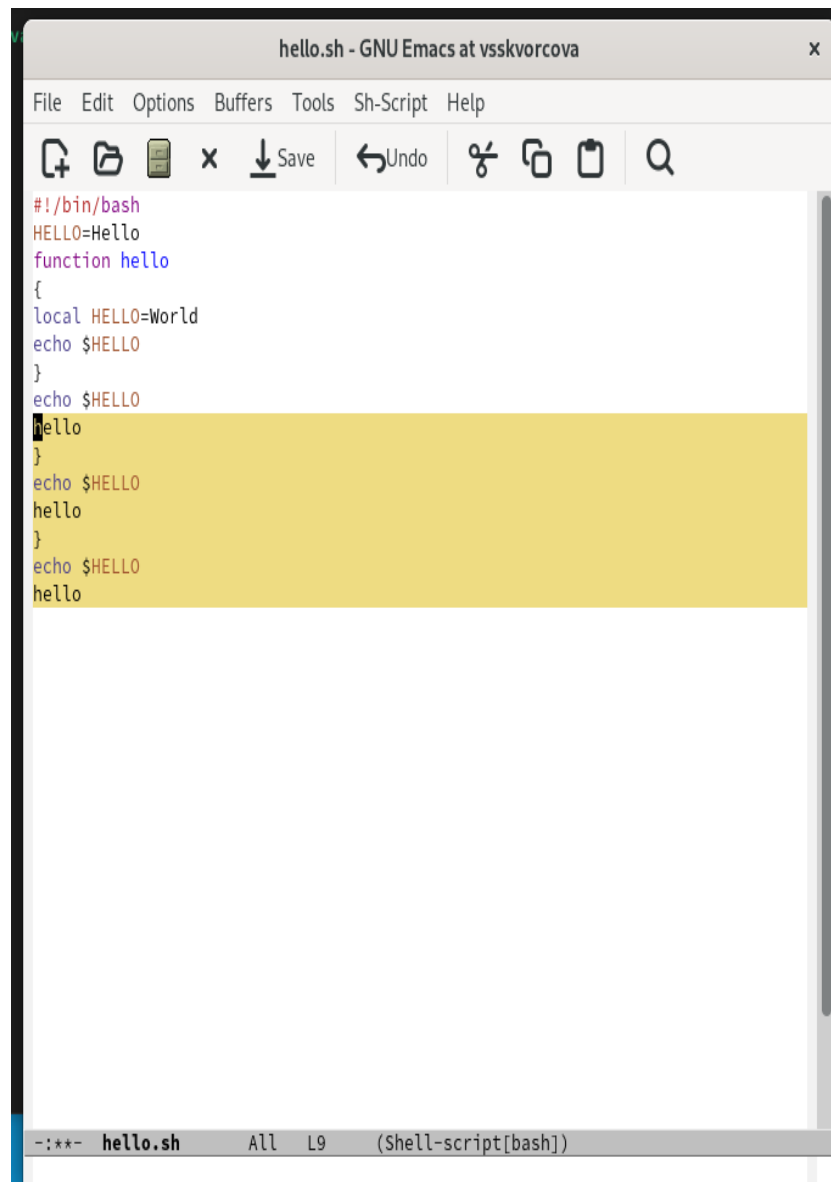 hello.sh - GNU Emacs at vsskvorcova x
File Edit Options Buffers Tools Sh-Script Help
Save Undo
#!/bin/bash
HELLO=Hello
function hello
{
local HELLO=World
echo $HELLO
}
echo $HELLO
hello
}
echo $HELLO
hello
}
echo $HELLO
hello
-:**- hello.sh All L9 (Shell-script[bash])